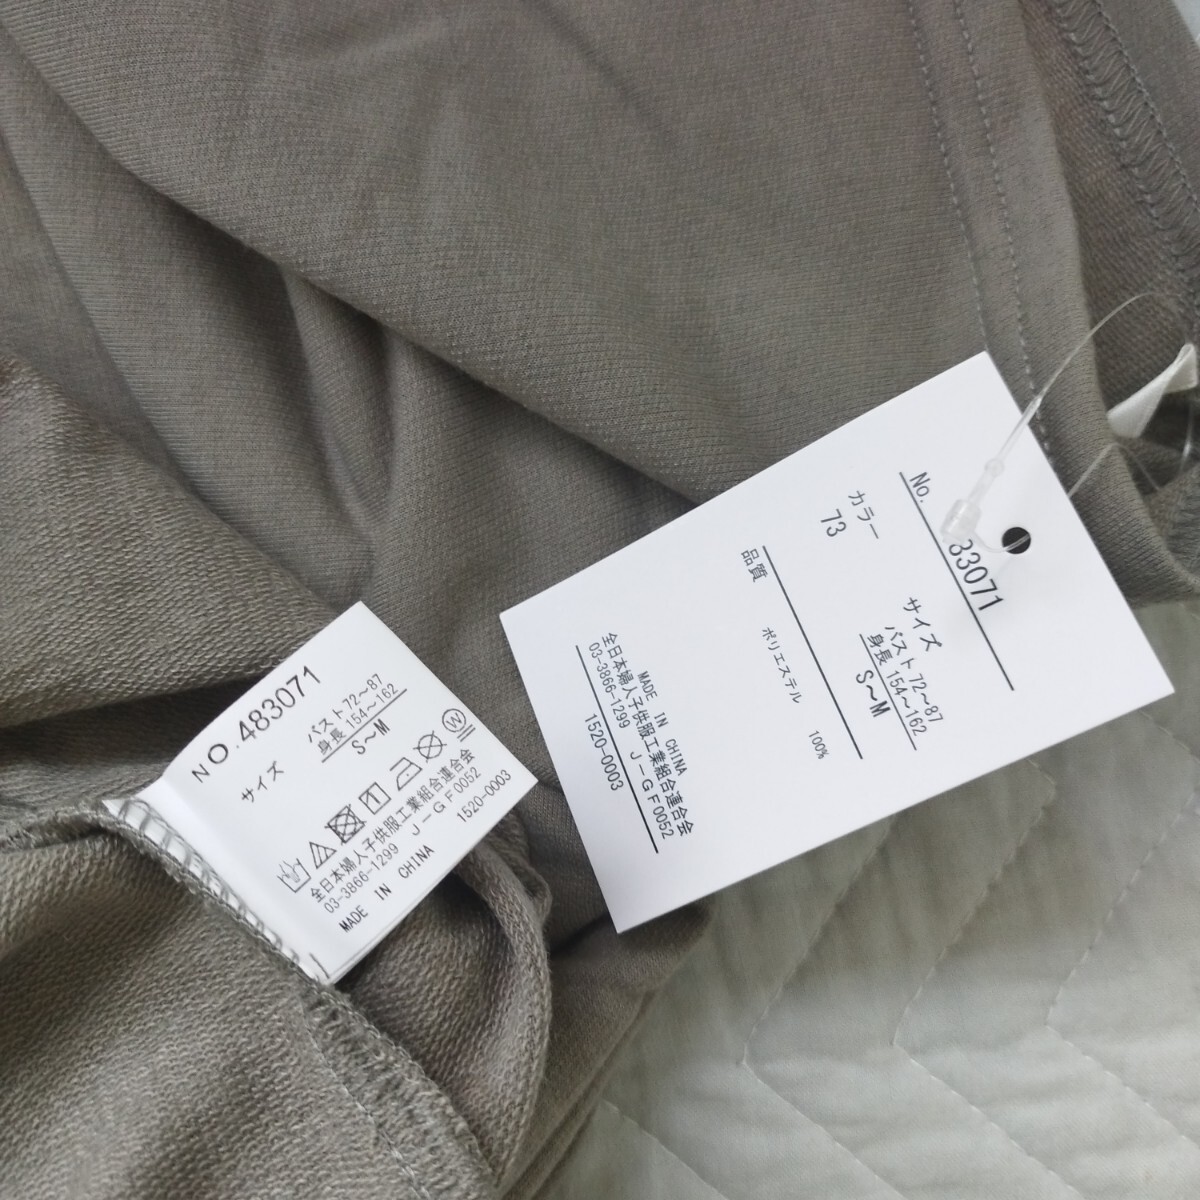 NO.483071
サイズ
バスト72～87
身長154～162
S～M
W
全日本婦人子供服工業組合連合会
03-3866-1299 J-GF0052
MADE IN CHINA 1520-0003
No. 83071
カラー
73
サイズ
バスト72～87
身長154～162
S～M
品質
ポリエステル 100%
MADE IN CHINA
全日本婦人子供服工業組合連合会
03-3866-1299 J-GF0052
1520-0003